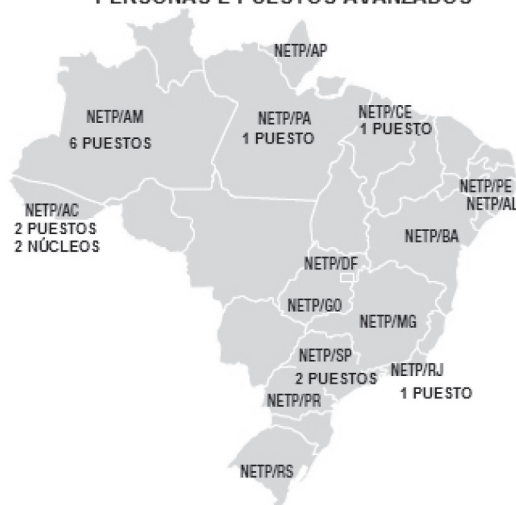 PERSONAS E PUESTOS AVANZADOS
NETP/AP
NETP/AM
6 PUESTOS
NETP/PA
1 PUESTO
NETP/CE
1 PUESTO
NETP/PE
NETP/AL
NETP/AC
2 PUESTOS
2 NÚCLEOS
NETP/BA
NETP/DF
NETP/GO
NETP/MG
NETP/SP
2 PUESTOS
NETP/RJ
1 PUESTO
NETP/PR
NETP/RS